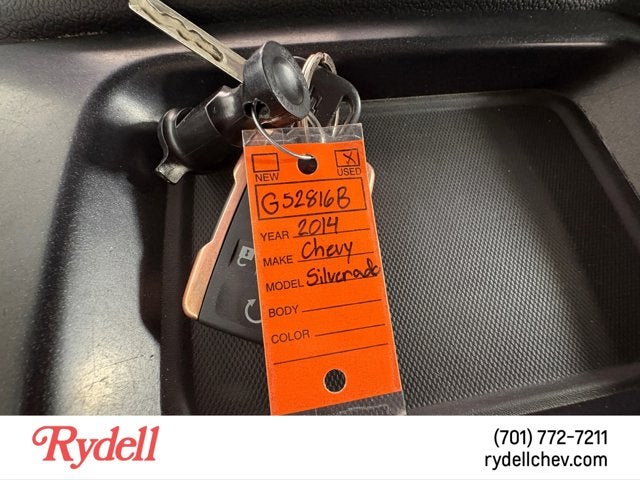 NEW USED
G52816B
YEAR 2014
MAKE Chevy
MODEL Silverado
BODY
COLOR
Rydell
(701) 772-7211
rydellchev.com